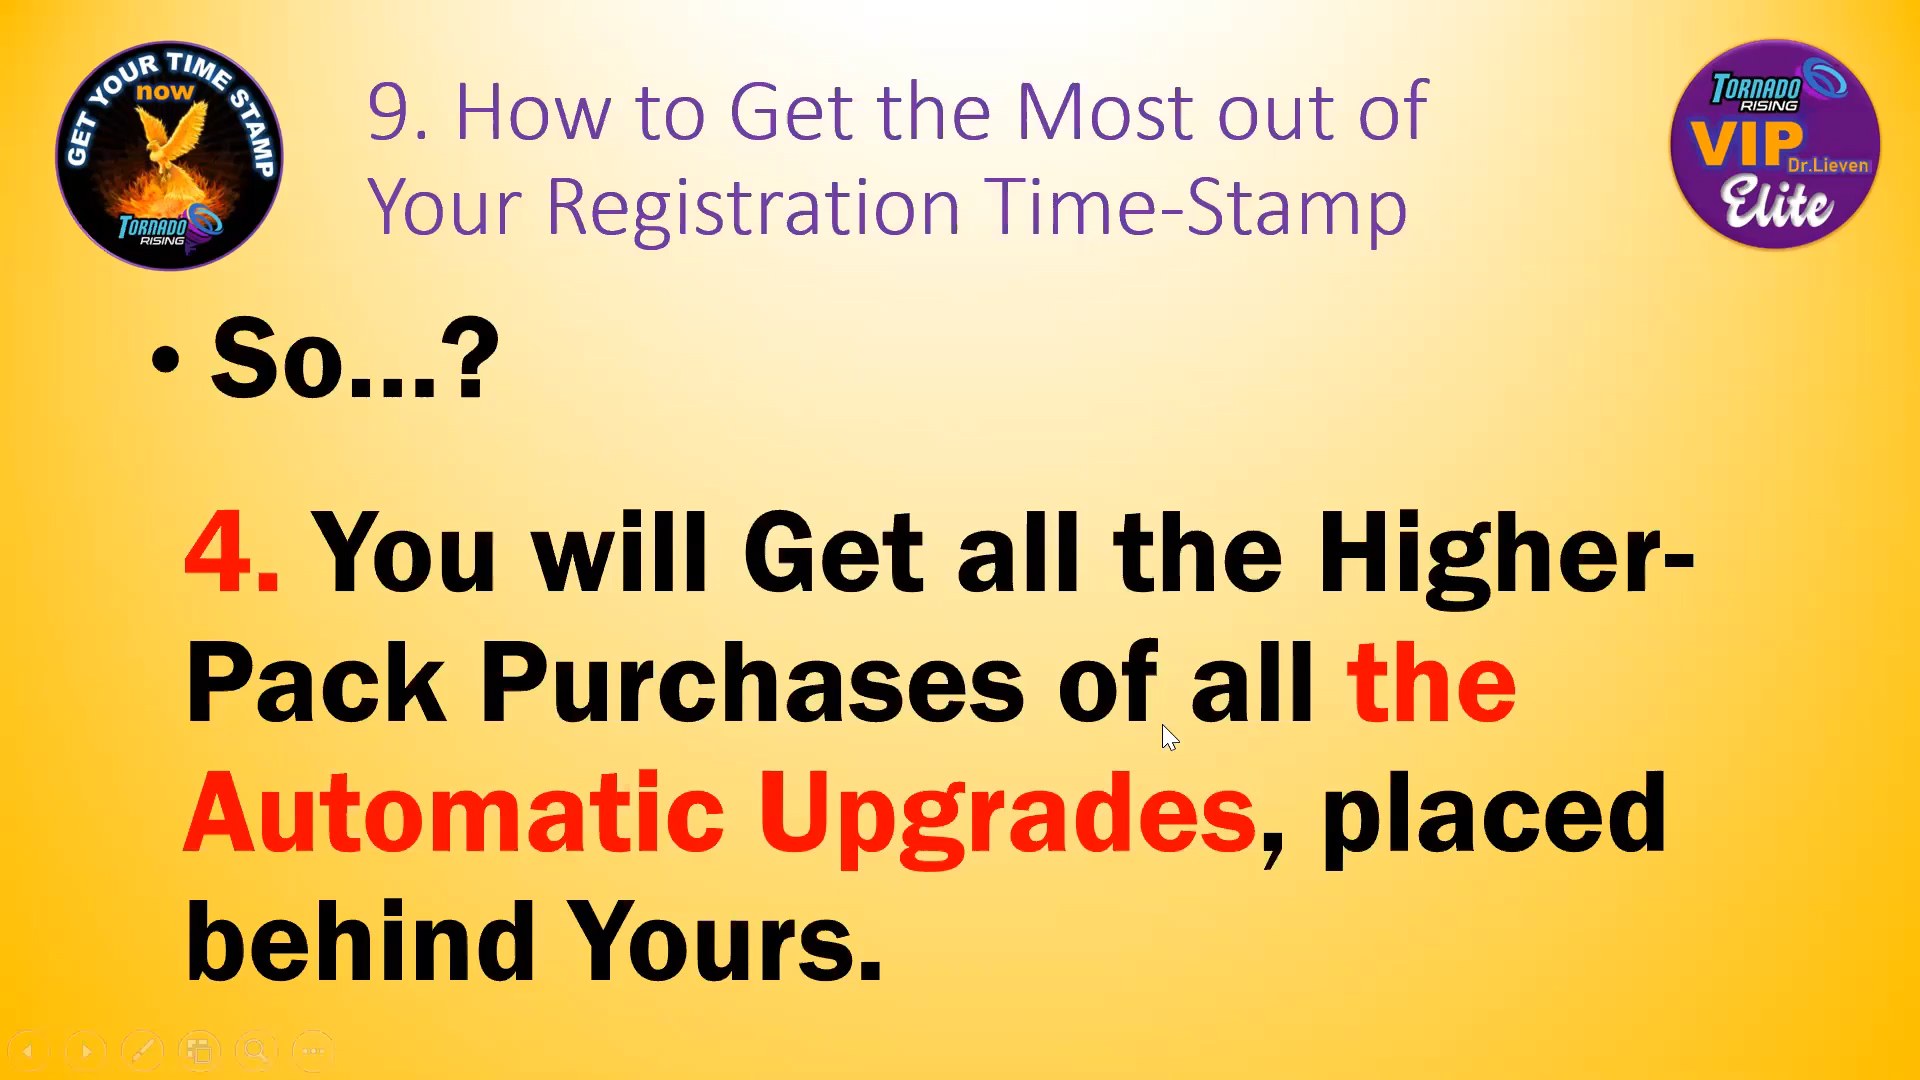 GET YOUR TIME STAMP
now
TORNADO
RISING
9. How to Get the Most out of
Your Registration Time-Stamp
TORNADO
RISING
VIP
Dr.Lieven
Elite
• So...?
4. You will Get all the Higher-
Pack Purchases of all the
Automatic Upgrades, placed
behind Yours.